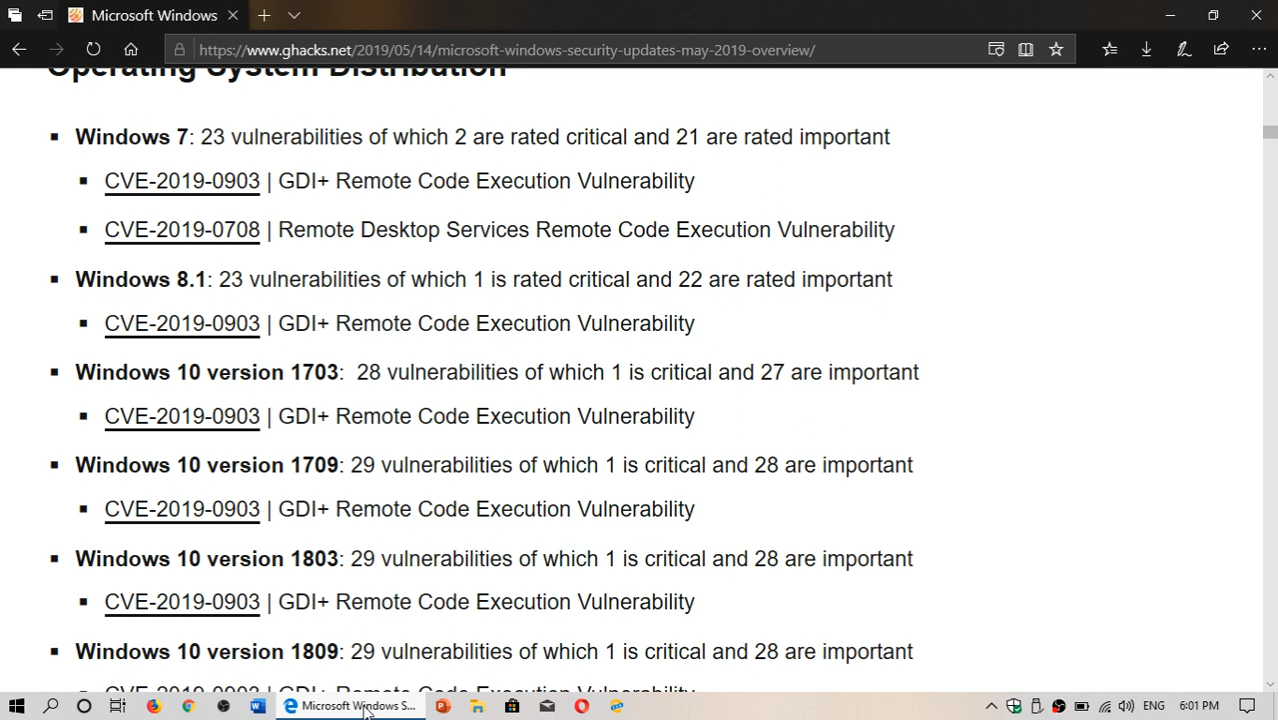 Microsoft Windows
https://www.ghacks.net/2019/05/14/microsoft-windows-security-updates-may-2019-overview/
Operating System Distribution
Windows 7: 23 vulnerabilities of which 2 are rated critical and 21 are rated important
CVE-2019-0903 | GDI+ Remote Code Execution Vulnerability
CVE-2019-0708 | Remote Desktop Services Remote Code Execution Vulnerability
Windows 8.1: 23 vulnerabilities of which 1 is rated critical and 22 are rated important
CVE-2019-0903 | GDI+ Remote Code Execution Vulnerability
Windows 10 version 1703:  28 vulnerabilities of which 1 is critical and 27 are important
CVE-2019-0903 | GDI+ Remote Code Execution Vulnerability
Windows 10 version 1709: 29 vulnerabilities of which 1 is critical and 28 are important
CVE-2019-0903 | GDI+ Remote Code Execution Vulnerability
Windows 10 version 1803: 29 vulnerabilities of which 1 is critical and 28 are important
CVE-2019-0903 | GDI+ Remote Code Execution Vulnerability
Windows 10 version 1809: 29 vulnerabilities of which 1 is critical and 28 are important
CVE-2019-0903 | GDI+ Remote Code Execution Vulnerability
Microsoft Windows S...
ENG
6:01 PM